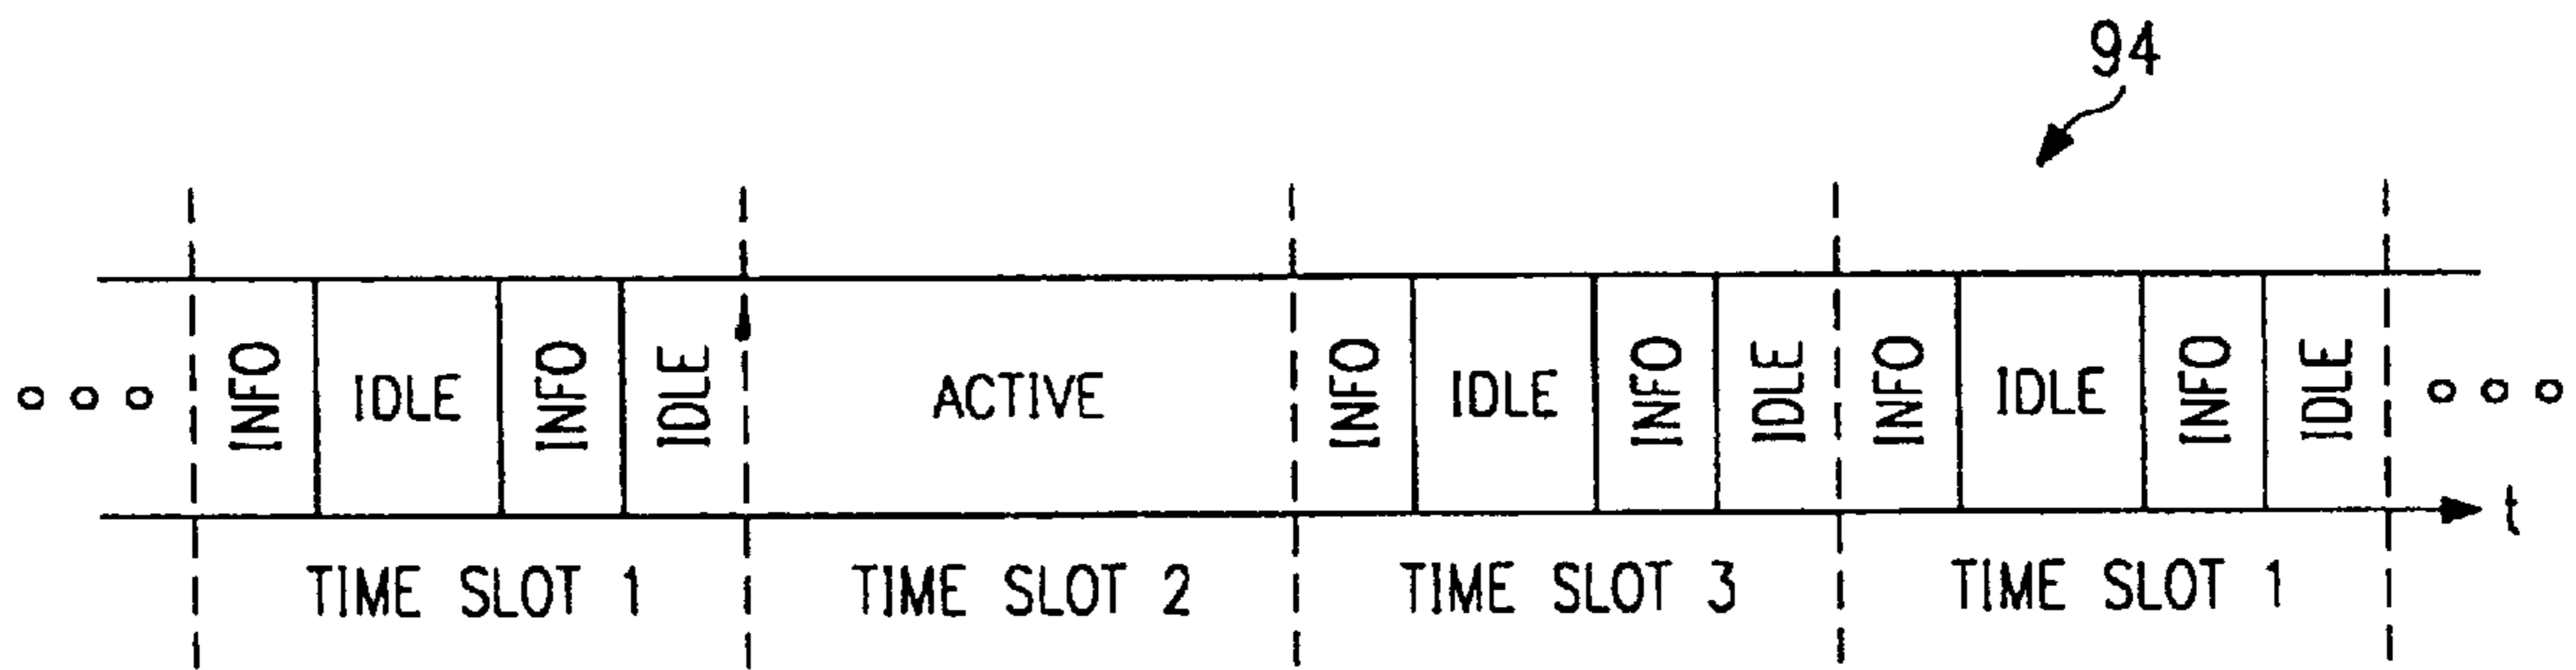 94
INFO IDLE INFO IDLE ACTIVE INFO IDLE INFO IDLE INFO IDLE INFO IDLE
t
TIME SLOT 1 TIME SLOT 2 TIME SLOT 3 TIME SLOT 1